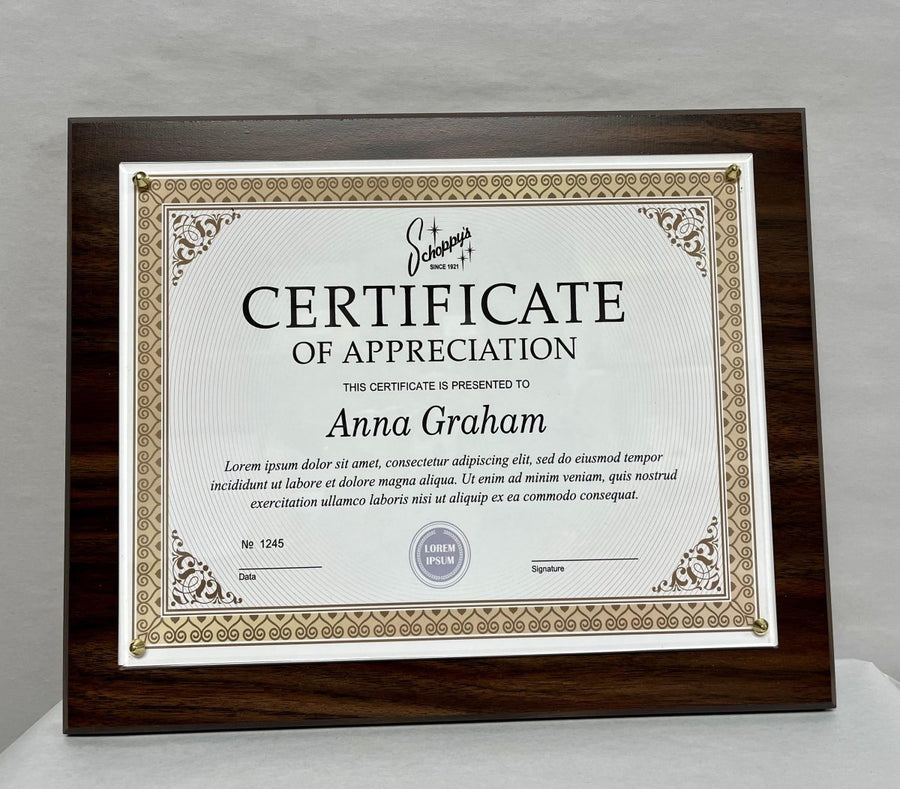 Schoppy's
SINCE 1921
CERTIFICATE
OF APPRECIATION
THIS CERTIFICATE IS PRESENTED TO
Anna Graham
Lorem ipsum dolor sit amet, consectetur adipiscing elit, sed do eiusmod tempor
incididunt ut labore et dolore magna aliqua. Ut enim ad minim veniam, quis nostrud
exercitation ullamco laboris nisi ut aliquip ex ea commodo consequat.
№ 1245
Data
LOREM
IPSUM
Signature